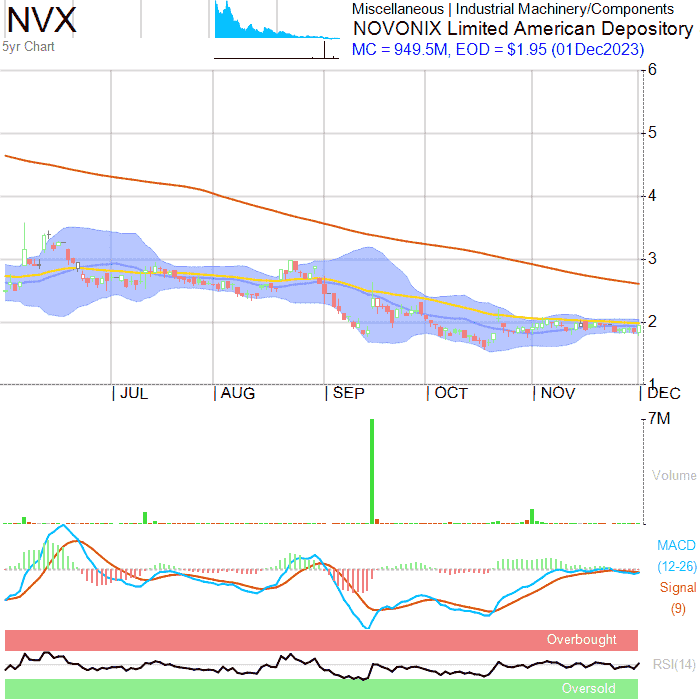 NVX
5yr Chart
Miscellaneous | Industrial Machinery/Components
NOVONIX Limited American Depository
MC = 949.5M, EOD = $1.95 (01Dec2023)
6
5
4
3
2
1
JUL
AUG
SEP
OCT
NOV
DEC
7M
Volume
MACD
(12-26)
Signal
(9)
Overbought
RSI(14)
Oversold